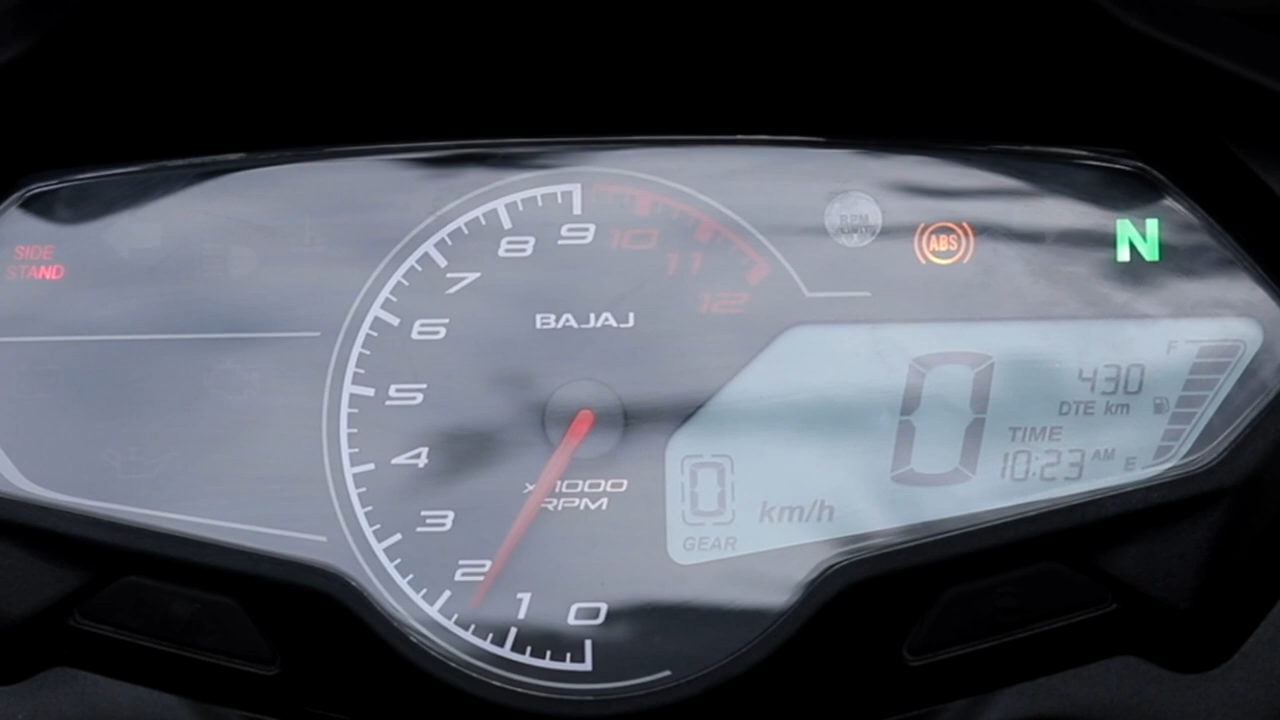 SIDE
STAND
9
8
7
6
5
4
3
2
1
0
10
11
12
BAJAJ
x1000
RPM
RPM
ABS
N
F
430
DTE km
TIME
10:23 AM
E
0
0
km/h
GEAR